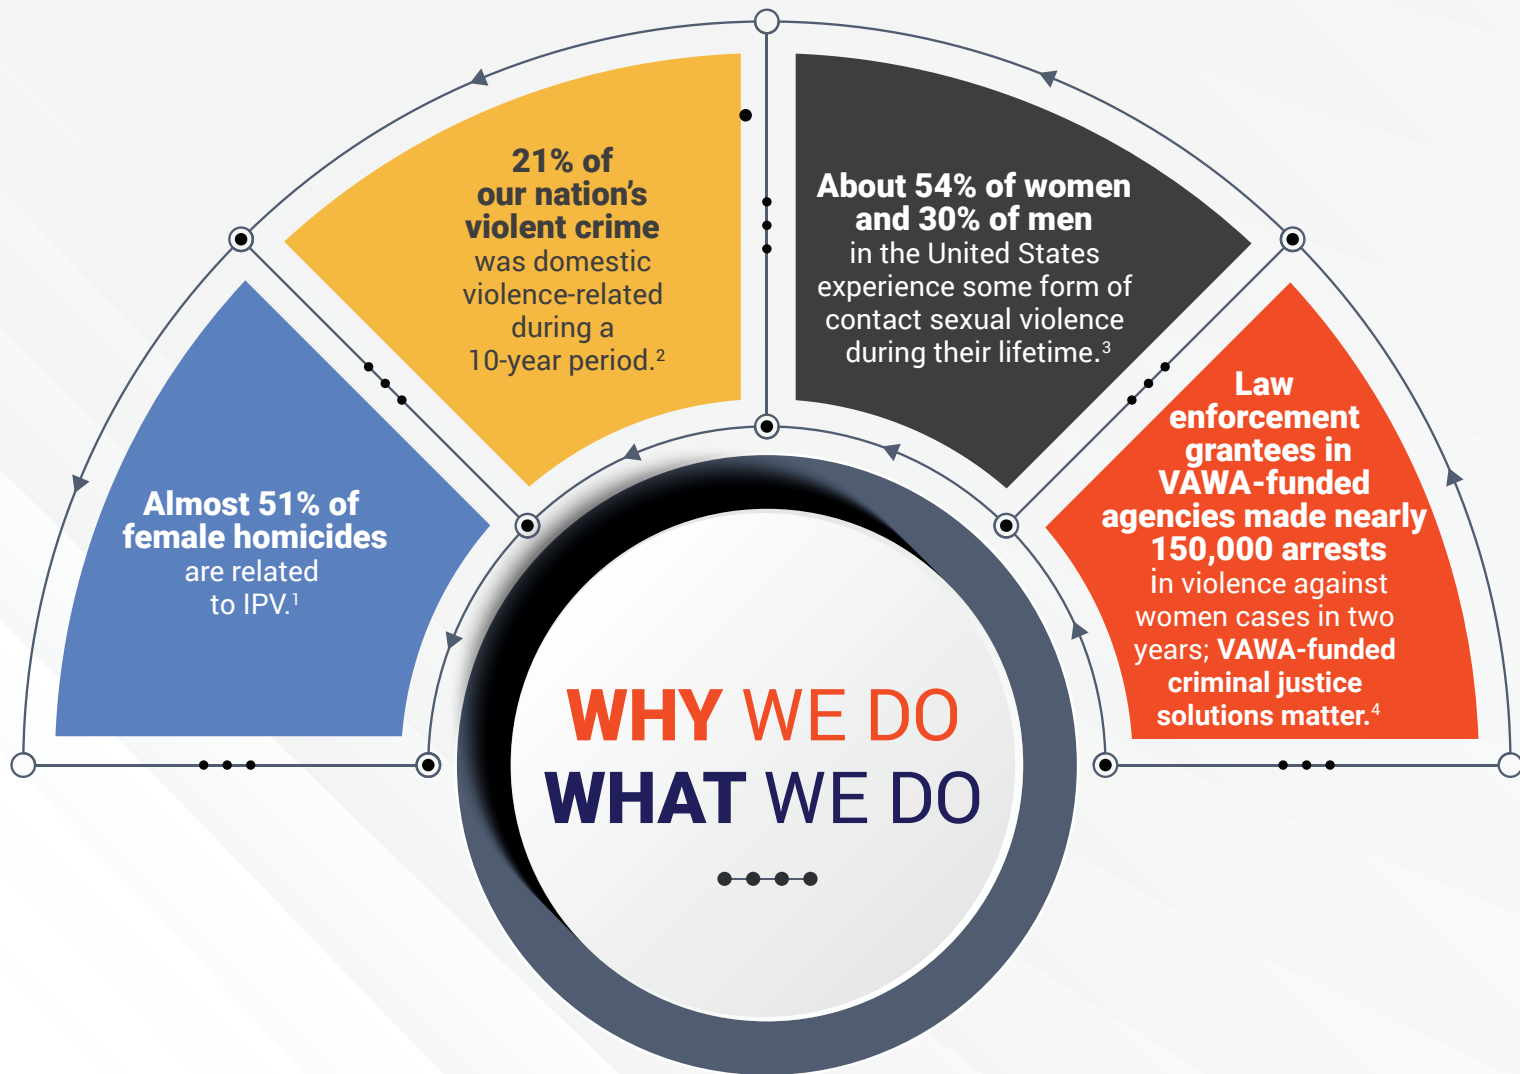 Almost 51% of
female homicides
are related
to IPV.1
21% of
our nation's
violent crime
was domestic
violence-related
during a
10-year period.2
About 54% of women
and 30% of men
in the United States
experience some form of
contact sexual violence
during their lifetime.3
Law
enforcement
grantees in
VAWA-funded
agencies made nearly
150,000 arrests
in violence against
women cases in two
years; VAWA-funded
criminal justice
solutions matter.4
WHY WE DO
WHAT WE DO